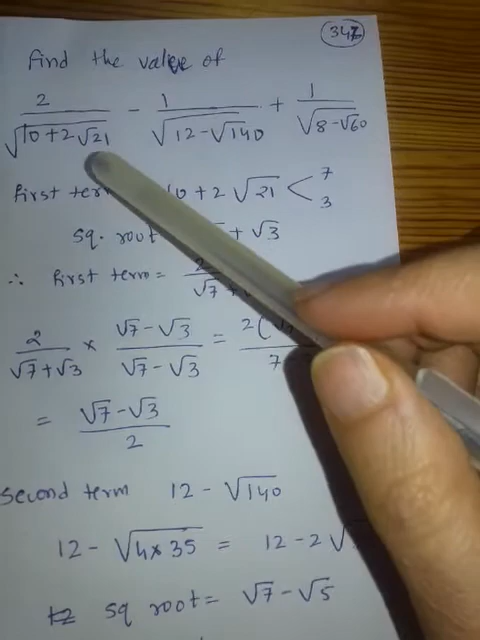 347
Find the value of
2/√(10+2√21) - 1/√(12-√140) + 1/√(8-√60)
First 10 + 2√21 < 7 3
sq. root + √3
∴ First term = 2/√7 +
2/(√7+√3) × (√7-√3)/(√7-√3) = 2(/7
= (√7-√3)/2
Second term 12 - √140
12 - √(4×35) = 12-2√
sq root = √7-√5